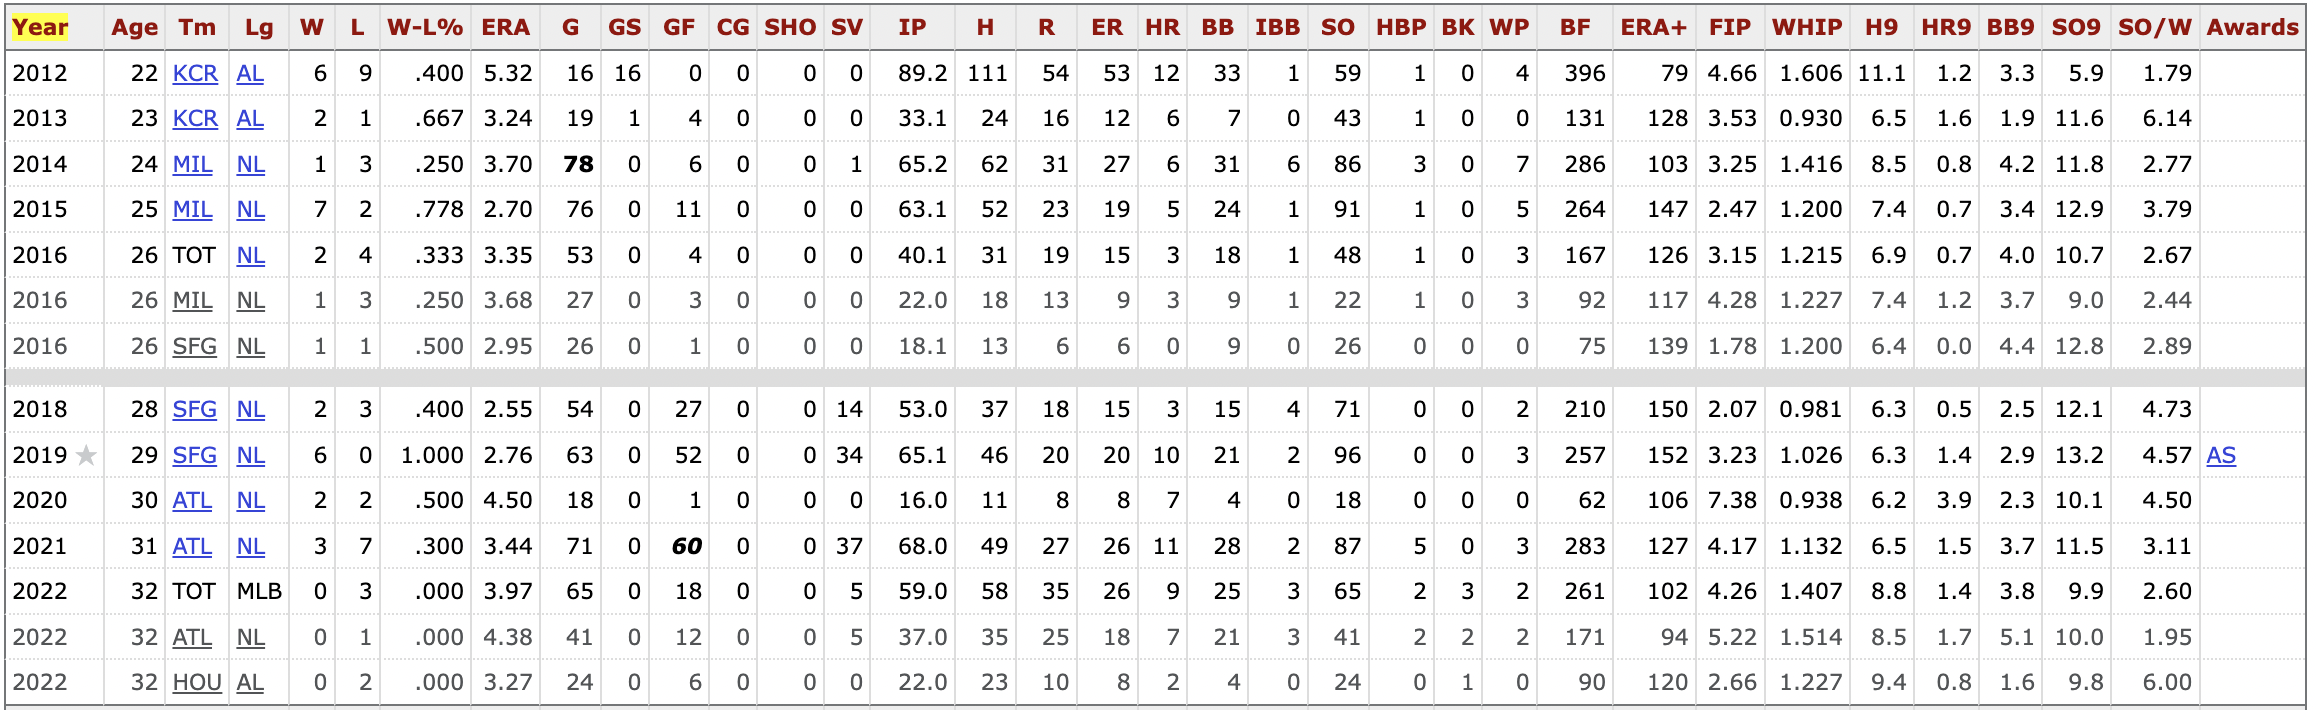 Year Age Tm Lg W L W-L% ERA G GS GF CG SHO SV IP H R ER HR BB IBB SO HBP BK WP BF ERA+ FIP WHIP H9 HR9 BB9 SO9 SO/W Awards
2012 22 KCR AL 6 9 .400 5.32 16 16 0 0 0 0 89.2 111 54 53 12 33 1 59 1 0 4 396 79 4.66 1.606 11.1 1.2 3.3 5.9 1.79
2013 23 KCR AL 2 1 .667 3.24 19 1 4 0 0 0 33.1 24 16 12 6 7 0 43 1 0 0 131 128 3.53 0.930 6.5 1.6 1.9 11.6 6.14
2014 24 MIL NL 1 3 .250 3.70 78 0 6 0 0 1 65.2 62 31 27 6 31 6 86 3 0 7 286 103 3.25 1.416 8.5 0.8 4.2 11.8 2.77
2015 25 MIL NL 7 2 .778 2.70 76 0 11 0 0 0 63.1 52 23 19 5 24 1 91 1 0 5 264 147 2.47 1.200 7.4 0.7 3.4 12.9 3.79
2016 26 TOT NL 2 4 .333 3.35 53 0 4 0 0 0 40.1 31 19 15 3 18 1 48 1 0 3 167 126 3.15 1.215 6.9 0.7 4.0 10.7 2.67
2016 26 MIL NL 1 3 .250 3.68 27 0 3 0 0 0 22.0 18 13 9 3 9 1 22 1 0 3 92 117 4.28 1.227 7.4 1.2 3.7 9.0 2.44
2016 26 SFG NL 1 1 .500 2.95 26 0 1 0 0 0 18.1 13 6 6 0 9 0 26 0 0 0 75 139 1.78 1.200 6.4 0.0 4.4 12.8 2.89
2018 28 SFG NL 2 3 .400 2.55 54 0 27 0 0 14 53.0 37 18 15 3 15 4 71 0 0 2 210 150 2.07 0.981 6.3 0.5 2.5 12.1 4.73
2019 ★ 29 SFG NL 6 0 1.000 2.76 63 0 52 0 0 34 65.1 46 20 20 10 21 2 96 0 0 3 257 152 3.23 1.026 6.3 1.4 2.9 13.2 4.57 AS
2020 30 ATL NL 2 2 .500 4.50 18 0 1 0 0 0 16.0 11 8 8 7 4 0 18 0 0 0 62 106 7.38 0.938 6.2 3.9 2.3 10.1 4.50
2021 31 ATL NL 3 7 .300 3.44 71 0 60 0 0 37 68.0 49 27 26 11 28 2 87 5 0 3 283 127 4.17 1.132 6.5 1.5 3.7 11.5 3.11
2022 32 TOT MLB 0 3 .000 3.97 65 0 18 0 0 5 59.0 58 35 26 9 25 3 65 2 3 2 261 102 4.26 1.407 8.8 1.4 3.8 9.9 2.60
2022 32 ATL NL 0 1 .000 4.38 41 0 12 0 0 5 37.0 35 25 18 7 21 3 41 2 2 2 171 94 5.22 1.514 8.5 1.7 5.1 10.0 1.95
2022 32 HOU AL 0 2 .000 3.27 24 0 6 0 0 0 22.0 23 10 8 2 4 0 24 0 1 0 90 120 2.66 1.227 9.4 0.8 1.6 9.8 6.00